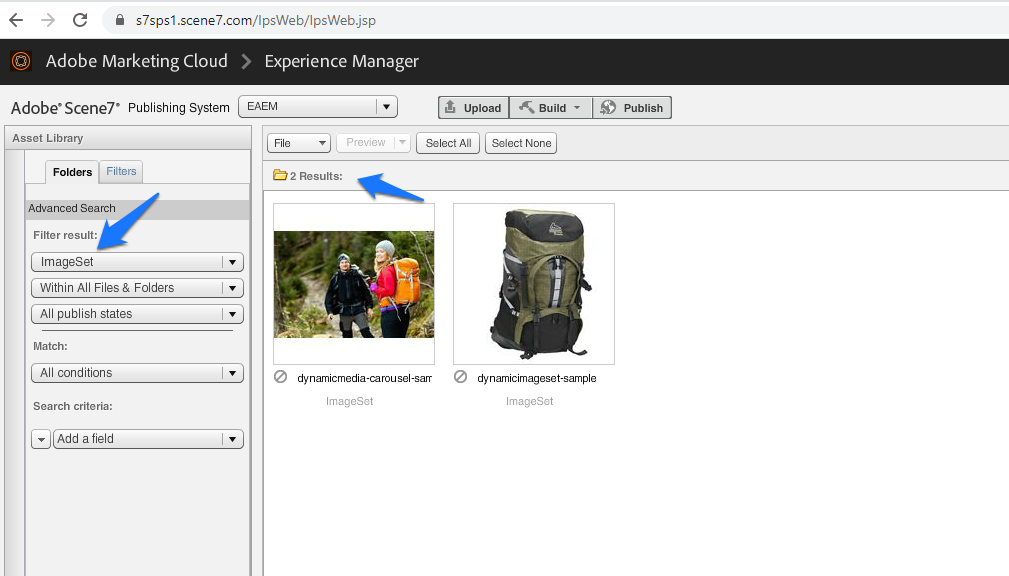 s7sps1.scene7.com/IpsWeb/IpsWeb.jsp
Adobe Marketing Cloud > Experience Manager
Adobe® Scene7® Publishing System EAEM Upload Build Publish
Asset Library
File Preview Select All Select None
Folders Filters
2 Results:
Advanced Search
Filter result:
ImageSet
Within All Files & Folders
All publish states
Match:
All conditions
Search criteria:
Add a field
dynamicmedia-carousel-sam dynamicimageset-sample
ImageSet ImageSet